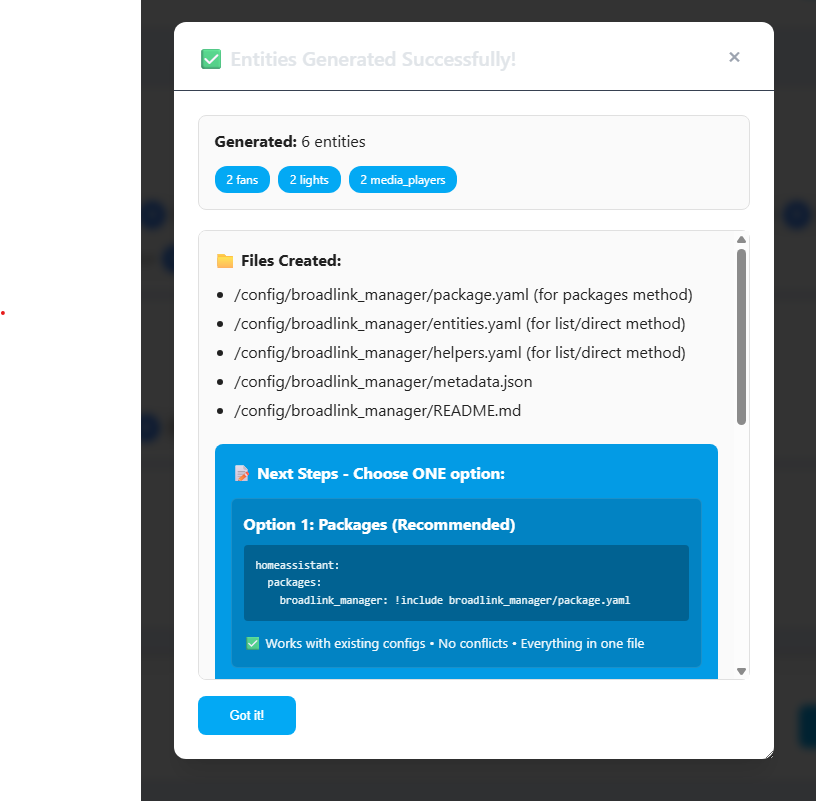 ✅ Entities Generated Successfully!
×
Generated: 6 entities
2 fans 2 lights 2 media_players
📁 Files Created:
• /config/broadlink_manager/package.yaml (for packages method)
• /config/broadlink_manager/entities.yaml (for list/direct method)
• /config/broadlink_manager/helpers.yaml (for list/direct method)
• /config/broadlink_manager/metadata.json
• /config/broadlink_manager/README.md
📝 Next Steps - Choose ONE option:
Option 1: Packages (Recommended)
homeassistant:
  packages:
    broadlink_manager: !include broadlink_manager/package.yaml
✅ Works with existing configs • No conflicts • Everything in one file
Got it!